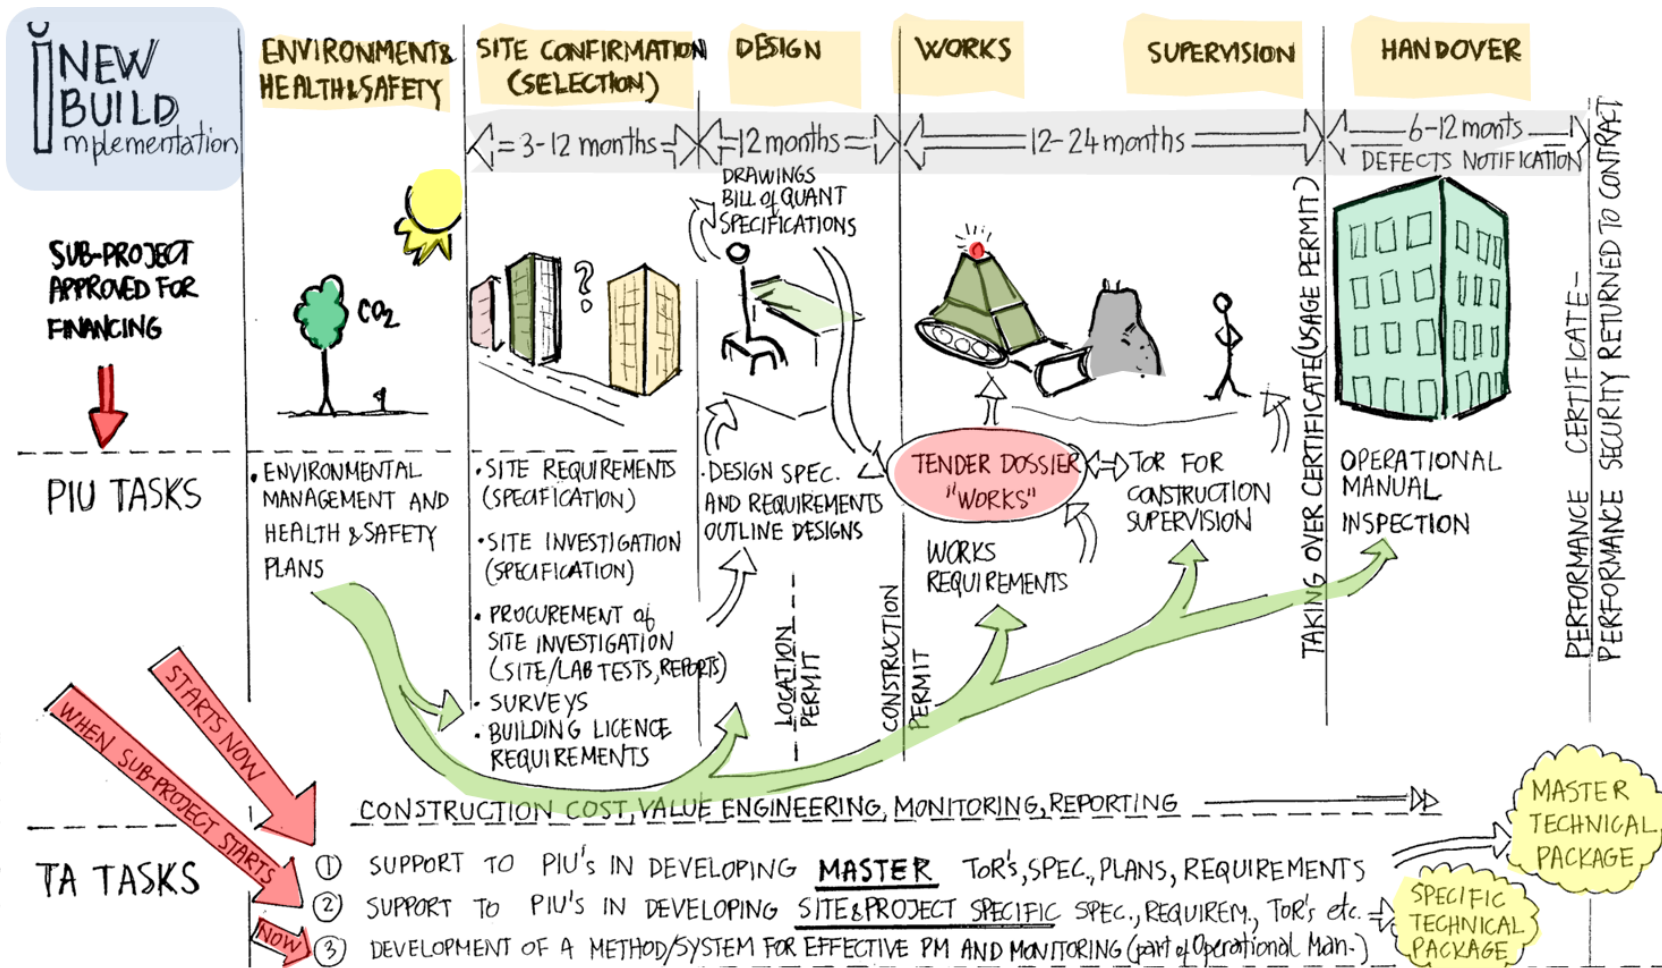 NEW
BUILD
implementation
ENVIRONMENT&
HEALTH&SAFETY
SITE CONFIRMATION
(SELECTION)
DESIGN
WORKS
SUPERVISION
HANDOVER
3-12 months
12 months
12-24 months
6-12 monts
DEFECTS NOTIFICATION
SUB-PROJECT
APPROVED FOR
FINANCING
CO2
?
DRAWINGS
BILL of QUANT
SPECIFICATIONS
TAKING OVER CERTIFICATE (USAGE PERMIT)
PERFORMANCE CERTIFICATE-
PERFORMANCE SECURITY RETURNED TO CONTRACT
PIU TASKS
• ENVIRONMENTAL
MANAGEMENT AND
HEALTH & SAFETY
PLANS
• SITE REQUIREMENTS
(SPECIFICATION)
• SITE INVESTIGATION
(SPECIFICATION)
• PROCUREMENT of
SITE INVESTIGATION
(SITE/LAB TESTS, REPORTS)
• SURVEYS
• BUILDING LICENCE
REQUIREMENTS
• DESIGN SPEC.
AND REQUIREMENTS
OUTLINE DESIGNS
LOCATION
PERMIT
CONSTRUCTION
PERMIT
TENDER DOSSIER
"WORKS"
WORKS
REQUIREMENTS
TOR FOR
CONSTRUCTION
SUPERVISION
OPERATIONAL
MANUAL
INSPECTION
STARTS NOW
WHEN SUB-PROJECT STARTS
NOW
CONSTRUCTION COST, VALUE ENGINEERING, MONITORING, REPORTING
TA TASKS
1 SUPPORT TO PIU's IN DEVELOPING MASTER TOR's, SPEC., PLANS, REQUIREMENTS
2 SUPPORT TO PIU's IN DEVELOPING SITE&PROJECT SPECIFIC SPEC., REQUIREM., TOR's etc.
3 DEVELOPMENT OF A METHOD/SYSTEM FOR EFFECTIVE PM AND MONITORING (part of Operational Man.)
MASTER
TECHNICAL
PACKAGE
SPECIFIC
TECHNICAL
PACKAGE